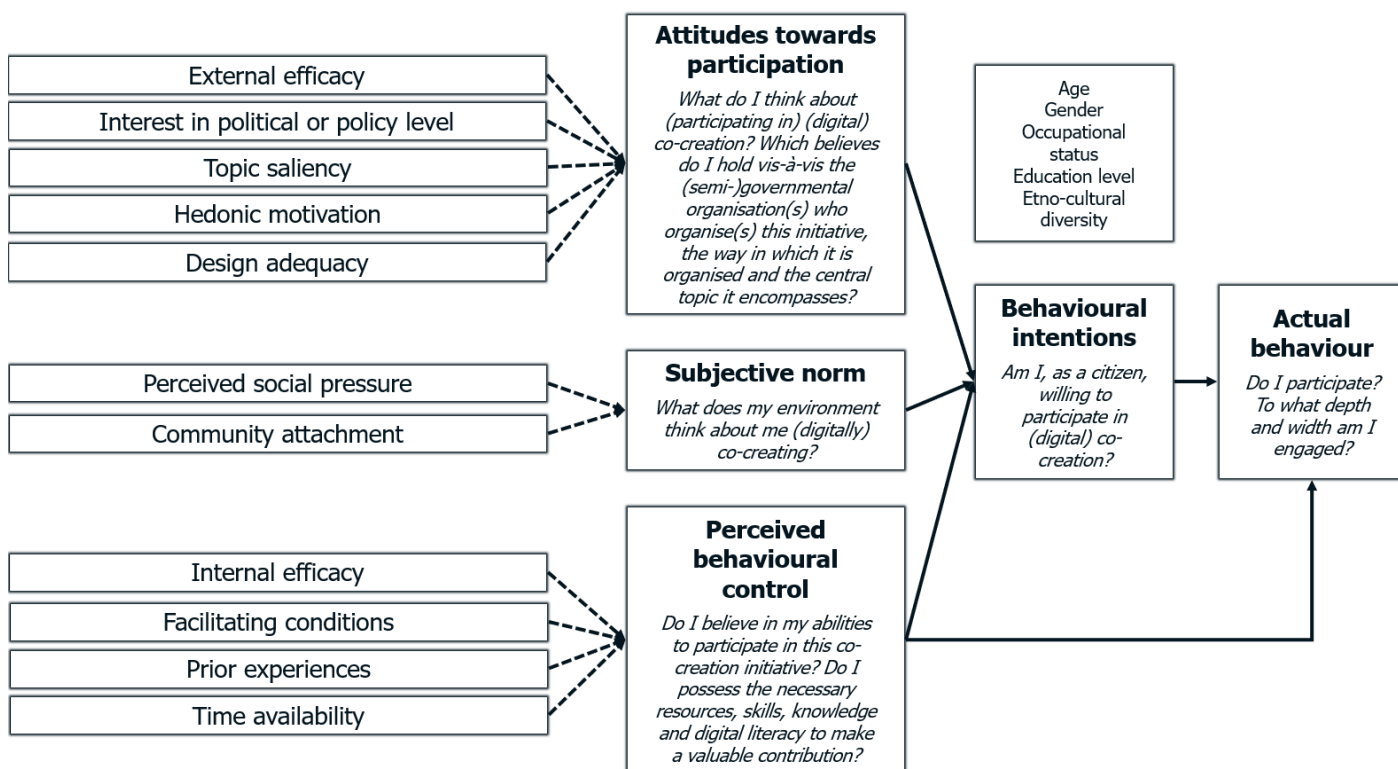 External efficacy
Interest in political or policy level
Topic saliency
Hedonic motivation
Design adequacy
Attitudes towards
participation
What do I think about
(participating in) (digital)
co-creation? Which believes
do I hold vis-à-vis the
(semi-)governmental
organisation(s) who
organise(s) this initiative,
the way in which it is
organised and the central
topic it encompasses?
Age
Gender
Occupational
status
Education level
Etno-cultural
diversity
Perceived social pressure
Community attachment
Subjective norm
What does my environment
think about me (digitally)
co-creating?
Behavioural
intentions
Am I, as a citizen,
willing to
participate in
(digital) co-
creation?
Actual
behaviour
Do I participate?
To what depth
and width am I
engaged?
Internal efficacy
Facilitating conditions
Prior experiences
Time availability
Perceived
behavioural
control
Do I believe in my abilities
to participate in this co-
creation initiative? Do I
possess the necessary
resources, skills, knowledge
and digital literacy to make
a valuable contribution?